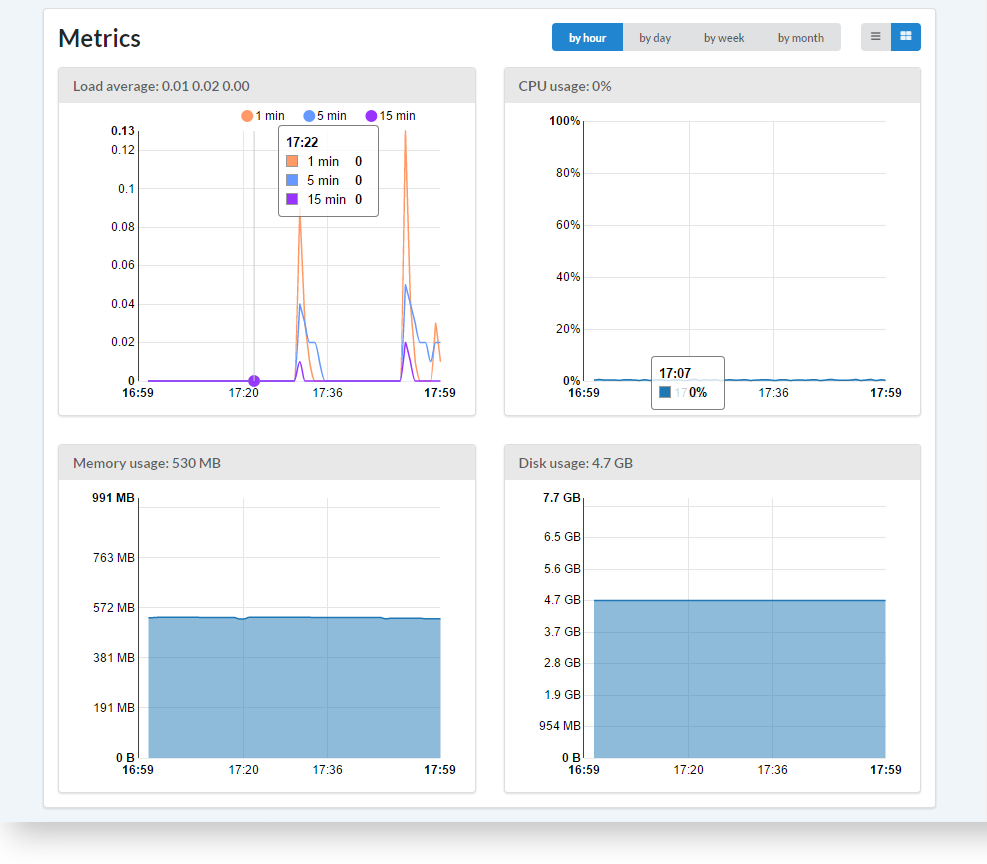 Metrics
by hour by day by week by month
Load average: 0.01 0.02 0.00
1 min 5 min 15 min
0.13
0.12
0.1
0.08
0.06
0.04
0.02
0
16:59 17:20 17:36 17:59
17:22
1 min 0
5 min 0
15 min 0
CPU usage: 0%
100%
80%
60%
40%
20%
0%
16:59 17:36 17:59
17:07
0%
Memory usage: 530 MB
991 MB
763 MB
572 MB
381 MB
191 MB
0 B
16:59 17:20 17:36 17:59
Disk usage: 4.7 GB
7.7 GB
6.5 GB
5.6 GB
4.7 GB
3.7 GB
2.8 GB
1.9 GB
954 MB
0 B
16:59 17:20 17:36 17:59